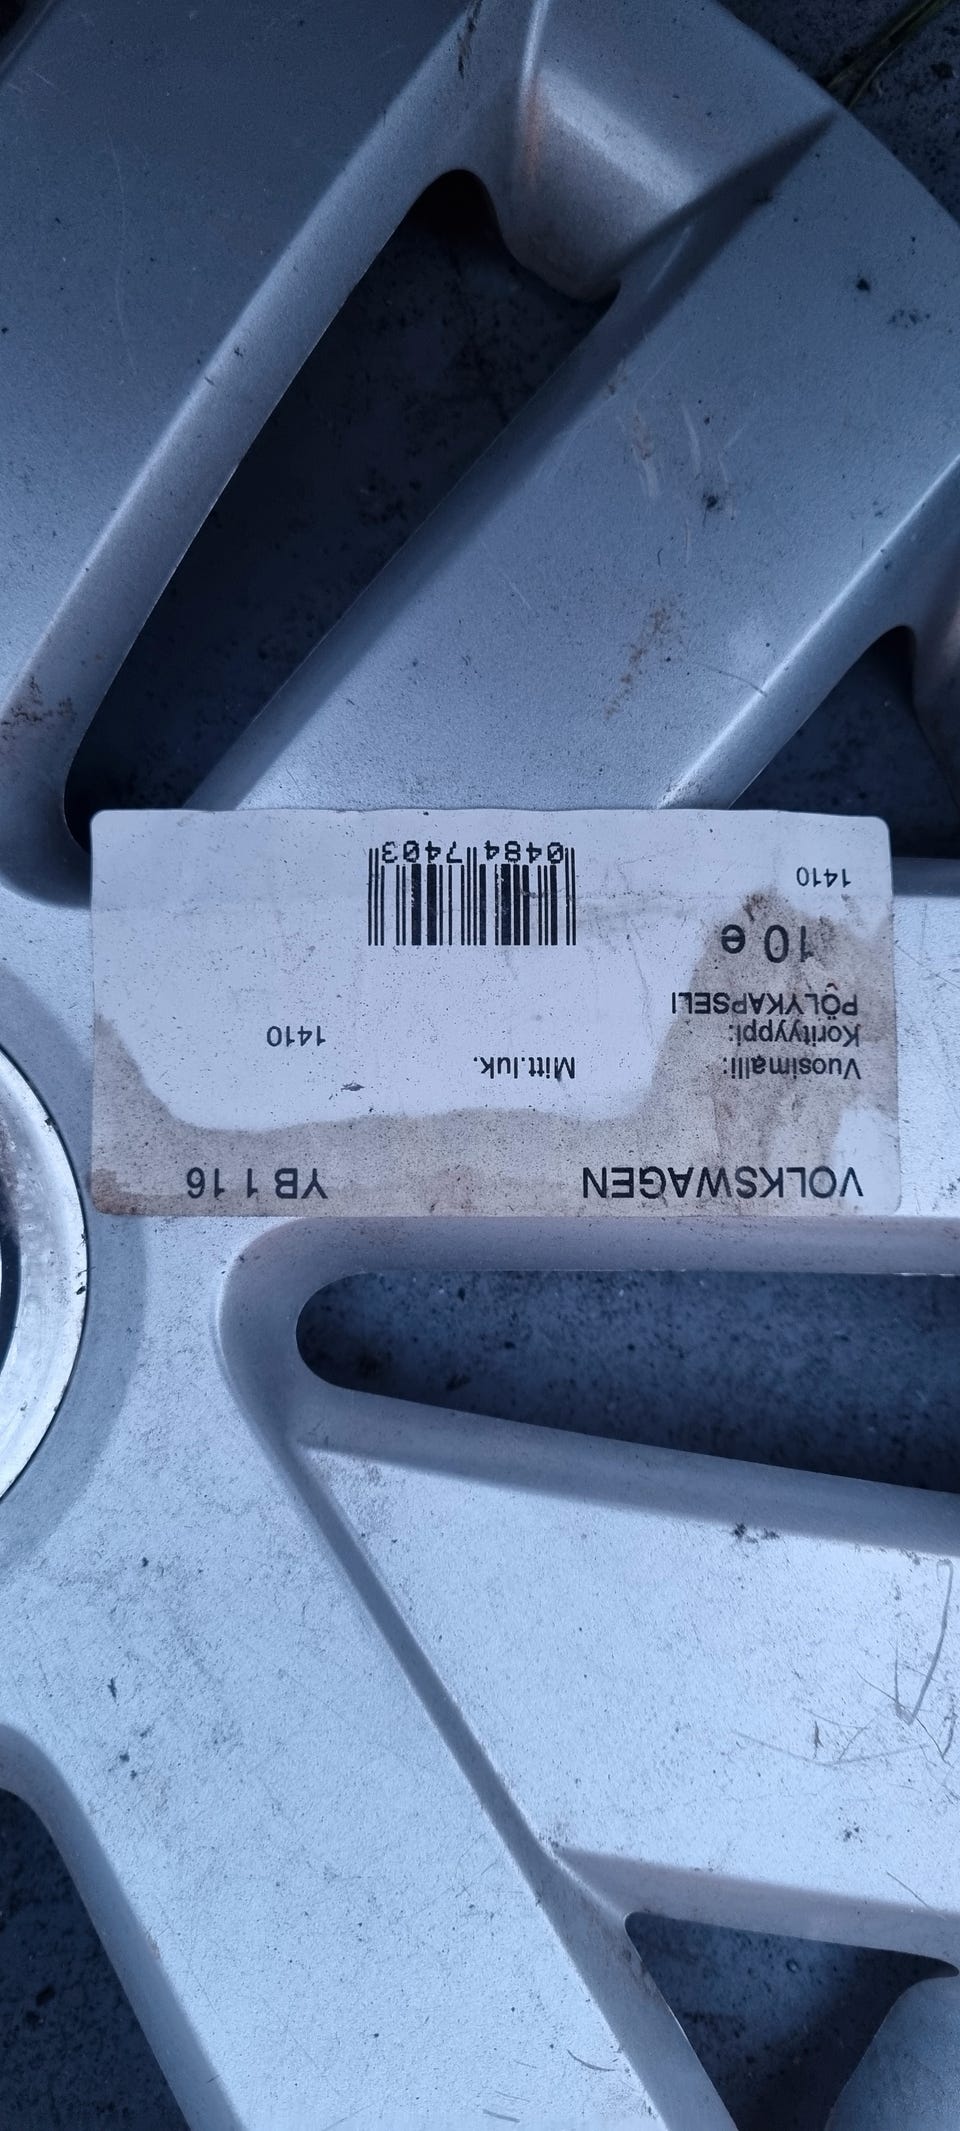 VOLKSWAGEN YB 1 16
Vuosimalli: Mitt.luk.
Korityyppi: 1410
PÖLYKAPSELI
10 e
1410
04847403